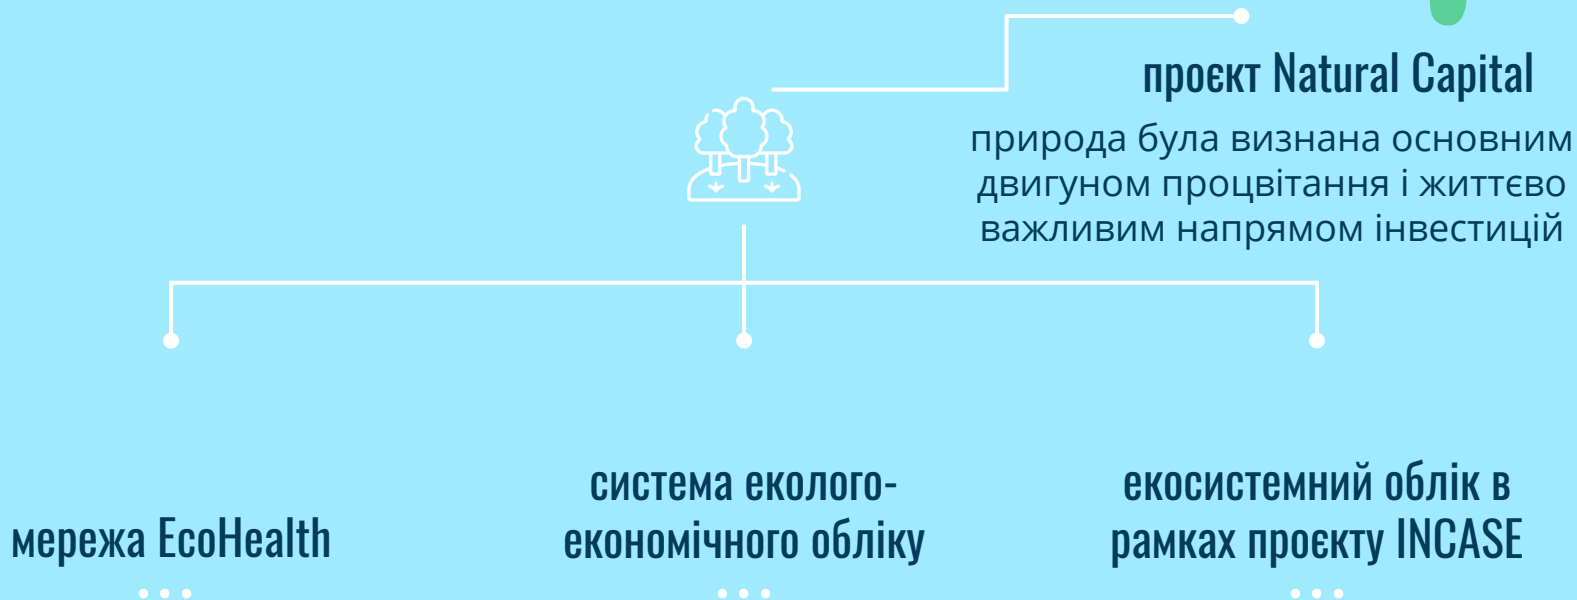 проєкт Natural Capital
природа була визнана основним
двигуном процвітання і життєво
важливим напрямом інвестицій
мережа EcoHealth
система еколого-
економічного обліку
екосистемний облік в
рамках проєкту INCASE